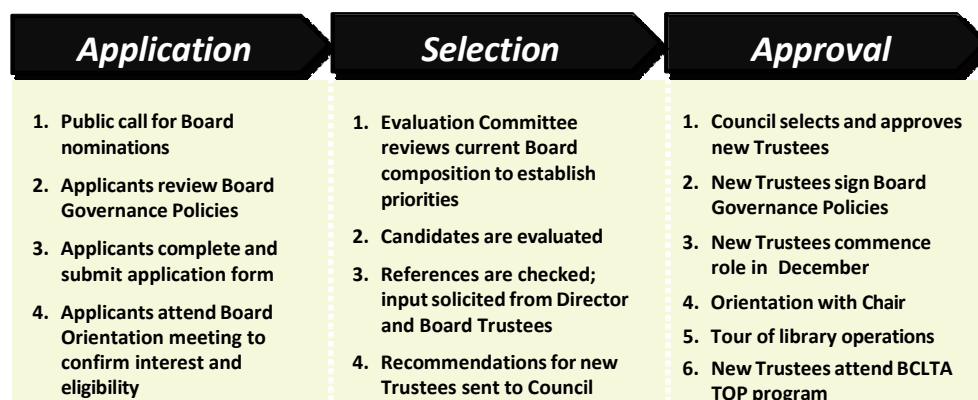 Application
1. Public call for Board
nominations
2. Applicants review Board
Governance Policies
3. Applicants complete and
submit application form
4. Applicants attend Board
Orientation meeting to
confirm interest and
eligibility
Selection
1. Evaluation Committee
reviews current Board
composition to establish
priorities
2. Candidates are evaluated
3. References are checked;
input solicited from Director
and Board Trustees
4. Recommendations for new
Trustees sent to Council
Approval
1. Council selects and approves
new Trustees
2. New Trustees sign Board
Governance Policies
3. New Trustees commence
role in December
4. Orientation with Chair
5. Tour of library operations
6. New Trustees attend BCLTA
TOP program